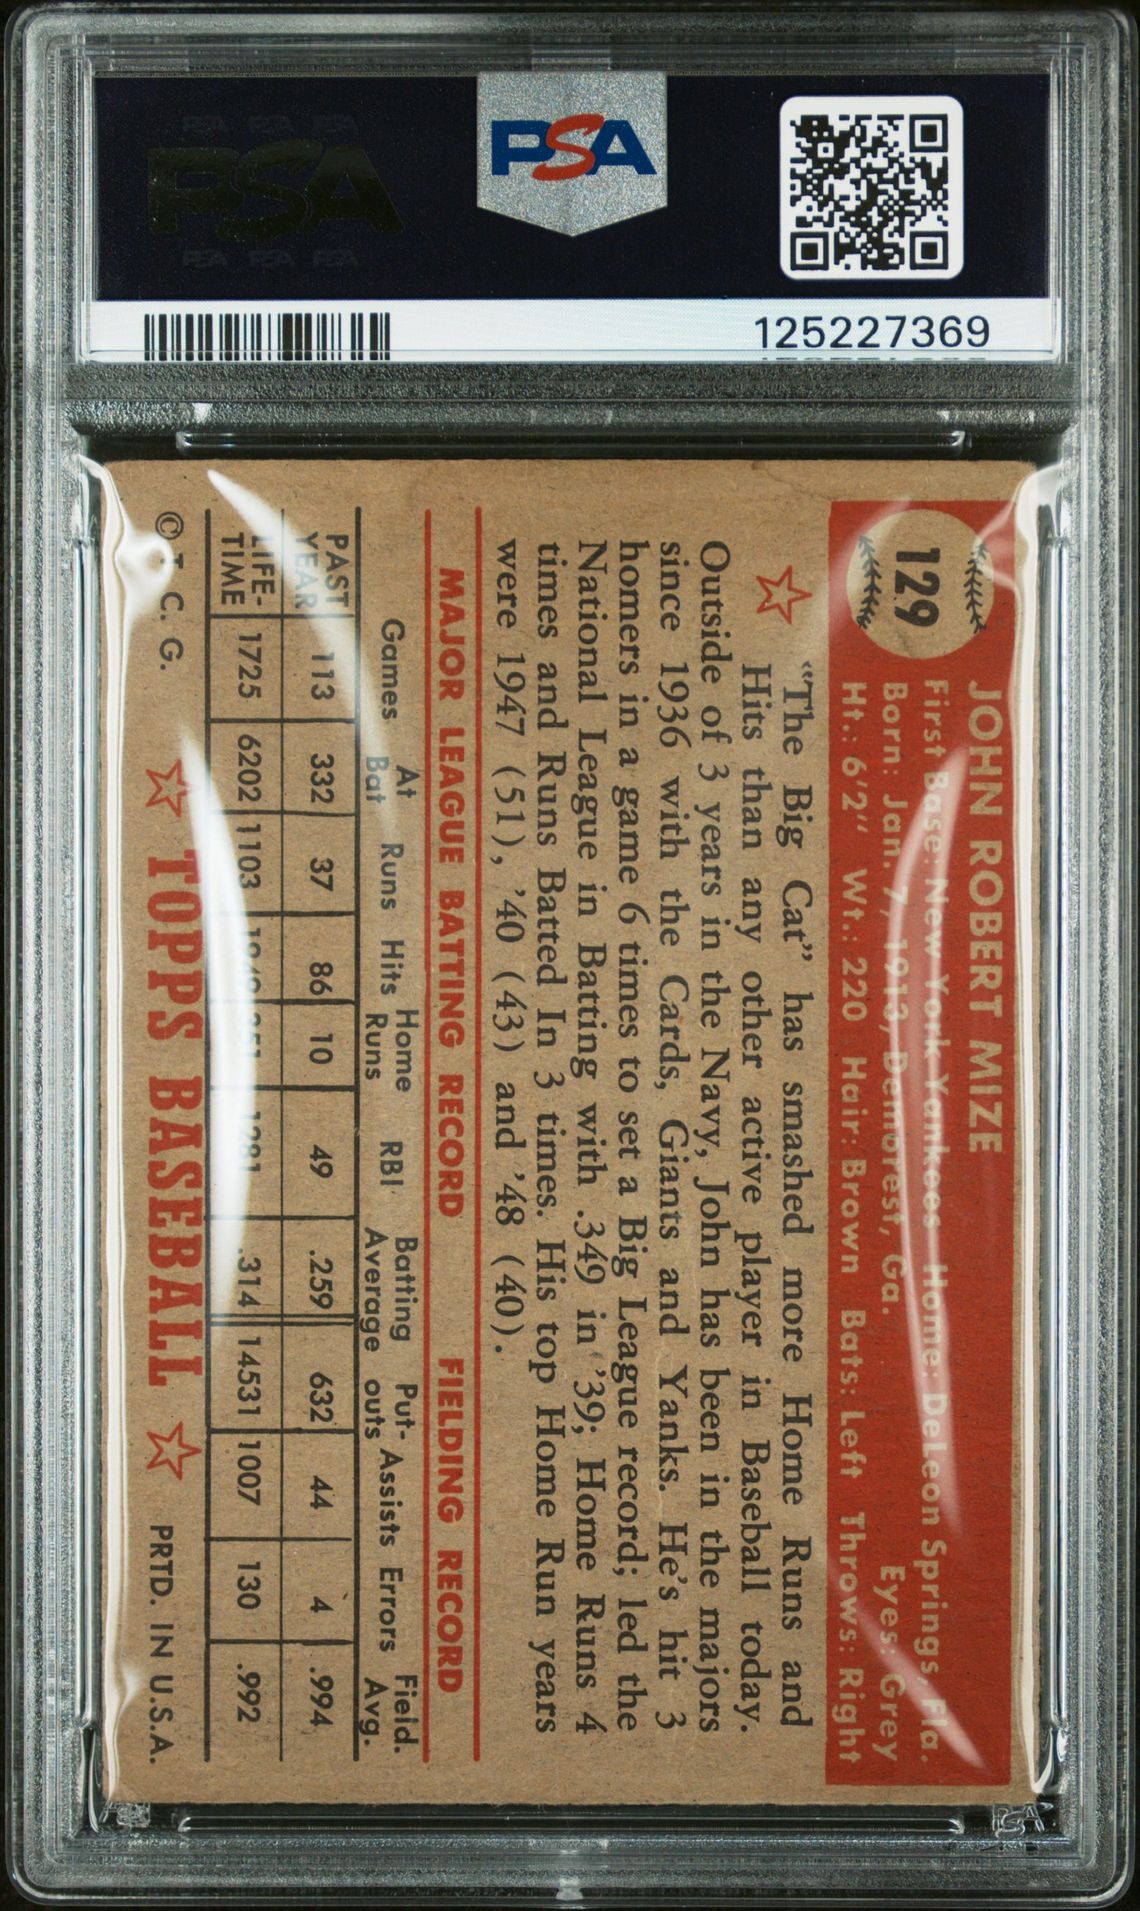 PSA PSA PSA
PSA
PSA PSA PSA
PSA
125227369
129
JOHN ROBERT MIZE
First Base: New York Yankees Home: DeLeon Springs, Fla.
Born: Jan. 7, 1913, Demorest, Ga. Eyes: Grey
Ht.: 6'2" Wt.: 220 Hair: Brown Bats: Left Throws: Right
"The Big Cat" has smashed more Home Runs and
Hits than any other active player in Baseball today.
Outside of 3 years in the Navy, John has been in the majors
since 1936 with the Cards, Giants and Yanks. He's hit 3
homers in a game 6 times to set a Big League record; led the
National League in Batting with .349 in '39; Home Runs 4
times and Runs Batted In 3 times. His top Home Run years
were 1947 (51), '40 (43) and '48 (40).
MAJOR LEAGUE BATTING RECORD FIELDING RECORD
Games At Bat Runs Hits Home Runs RBI Batting Average Put-outs Assists Errors Field. Avg.
PAST YEAR 113 332 37 86 10 49 .259 632 44 4 .994
LIFE-TIME 1725 6202 1103 351 1281 .314 14531 1007 130 .992
© T. C. G. TOPPS BASEBALL PRTD. IN U.S.A.